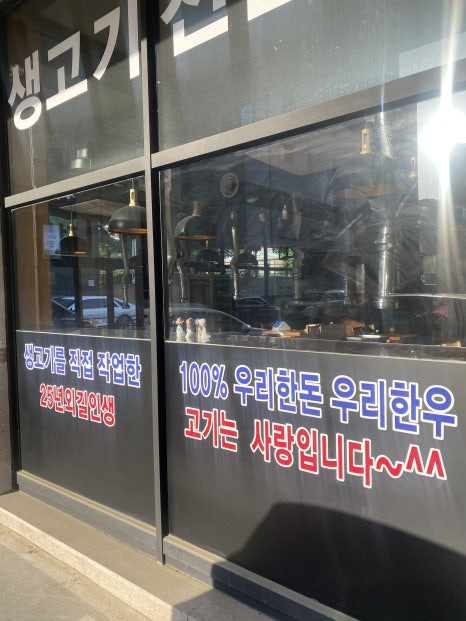 생고기전
생고기를 직접 작업한
25년외길인생
100% 우리한돈 우리한우
고기는 사랑입니다~^^